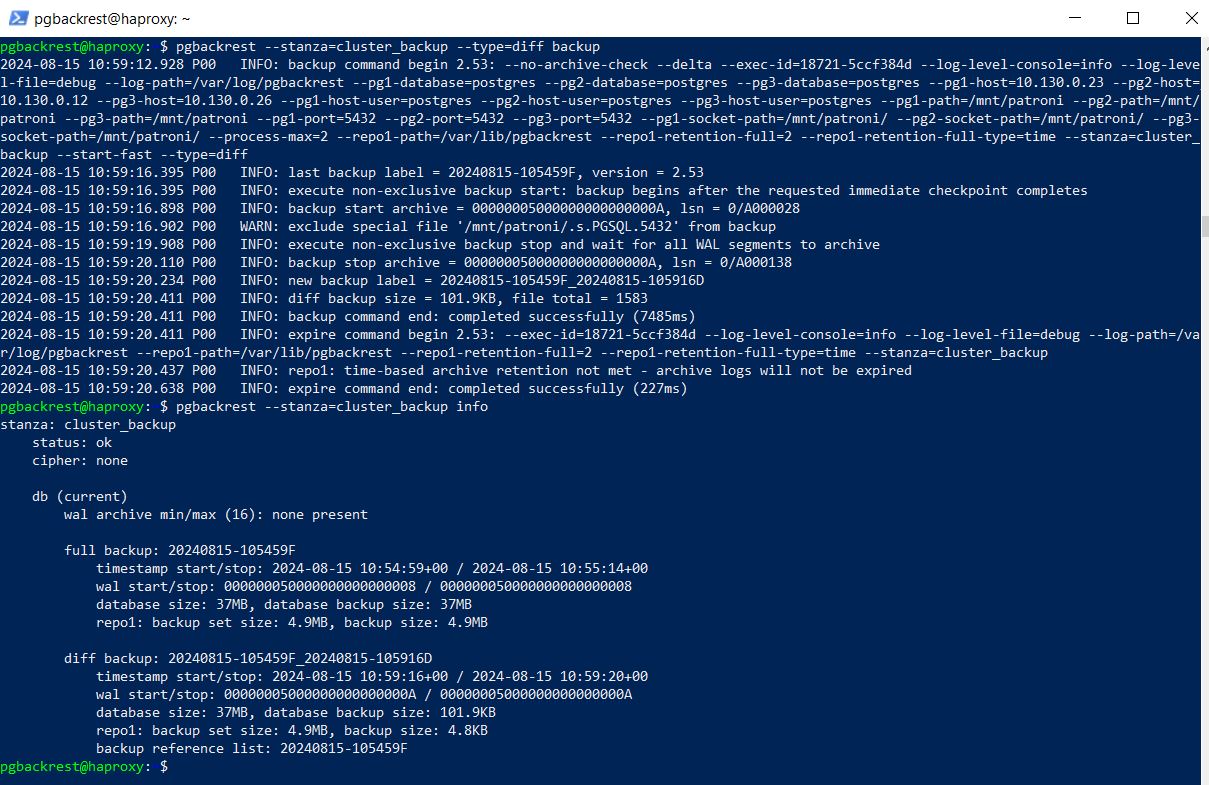 pgbackrest@haproxy: ~
pgbackrest@haproxy: $ pgbackrest --stanza=cluster_backup --type=diff backup
2024-08-15 10:59:12.928 P00   INFO: backup command begin 2.53: --no-archive-check --delta --exec-id=18721-5ccf384d --log-level-console=info --log-leve
l-file=debug --log-path=/var/log/pgbackrest --pg1-database=postgres --pg2-database=postgres --pg3-database=postgres --pg1-host=10.130.0.23 --pg2-host=
10.130.0.12 --pg3-host=10.130.0.26 --pg1-host-user=postgres --pg2-host-user=postgres --pg3-host-user=postgres --pg1-path=/mnt/patroni --pg2-path=/mnt/
patroni --pg3-path=/mnt/patroni --pg1-port=5432 --pg2-port=5432 --pg3-port=5432 --pg1-socket-path=/mnt/patroni/ --pg2-socket-path=/mnt/patroni/ --pg3-
socket-path=/mnt/patroni/ --process-max=2 --repo1-path=/var/lib/pgbackrest --repo1-retention-full=2 --repo1-retention-full-type=time --stanza=cluster_
backup --start-fast --type=diff
2024-08-15 10:59:16.395 P00   INFO: last backup label = 20240815-105459F, version = 2.53
2024-08-15 10:59:16.395 P00   INFO: execute non-exclusive backup start: backup begins after the requested immediate checkpoint completes
2024-08-15 10:59:16.898 P00   INFO: backup start archive = 00000005000000000000000A, lsn = 0/A000028
2024-08-15 10:59:16.902 P00   WARN: exclude special file '/mnt/patroni/.s.PGSQL.5432' from backup
2024-08-15 10:59:19.908 P00   INFO: execute non-exclusive backup stop and wait for all WAL segments to archive
2024-08-15 10:59:20.110 P00   INFO: backup stop archive = 00000005000000000000000A, lsn = 0/A000138
2024-08-15 10:59:20.234 P00   INFO: new backup label = 20240815-105459F_20240815-105916D
2024-08-15 10:59:20.411 P00   INFO: diff backup size = 101.9KB, file total = 1583
2024-08-15 10:59:20.411 P00   INFO: backup command end: completed successfully (7485ms)
2024-08-15 10:59:20.411 P00   INFO: expire command begin 2.53: --exec-id=18721-5ccf384d --log-level-console=info --log-level-file=debug --log-path=/va
r/log/pgbackrest --repo1-path=/var/lib/pgbackrest --repo1-retention-full=2 --repo1-retention-full-type=time --stanza=cluster_backup
2024-08-15 10:59:20.437 P00   INFO: repo1: time-based archive retention not met - archive logs will not be expired
2024-08-15 10:59:20.638 P00   INFO: expire command end: completed successfully (227ms)
pgbackrest@haproxy: $ pgbackrest --stanza=cluster_backup info
stanza: cluster_backup
    status: ok
    cipher: none

    db (current)
        wal archive min/max (16): none present

        full backup: 20240815-105459F
            timestamp start/stop: 2024-08-15 10:54:59+00 / 2024-08-15 10:55:14+00
            wal start/stop: 000000050000000000000008 / 000000050000000000000008
            database size: 37MB, database backup size: 37MB
            repo1: backup set size: 4.9MB, backup size: 4.9MB

        diff backup: 20240815-105459F_20240815-105916D
            timestamp start/stop: 2024-08-15 10:59:16+00 / 2024-08-15 10:59:20+00
            wal start/stop: 00000005000000000000000A / 00000005000000000000000A
            database size: 37MB, database backup size: 101.9KB
            repo1: backup set size: 4.9MB, backup size: 4.8KB
            backup reference list: 20240815-105459F
pgbackrest@haproxy: $